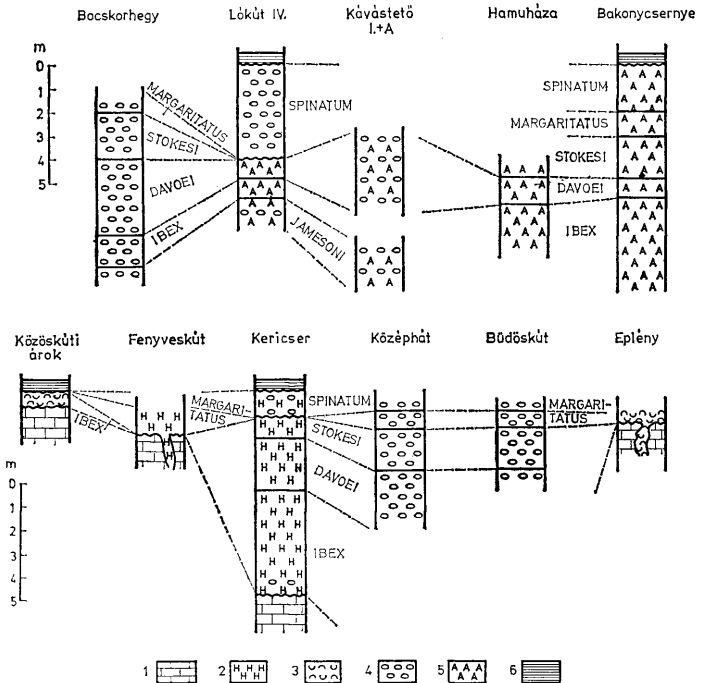 Bocskorhegy
Lókút IV.
Kávástető
I.+A
Hamuháza
Bakonycsernye
m
0
1
2
3
4
5
MARGARITATUS
STOKESI
DAVOEI
IBEX
SPINATUM
JAMESONI
SPINATUM
MARGARITATUS
STOKESI
DAVOEI
IBEX
Közöskúti
árok
Fenyveskút
Kericser
Középhát
Büdöskút
Eplény
IBEX
MARGARI-
TATUS
SPINATUM
STOKESI
DAVOEI
IBEX
MARGARI-
TATUS
m
0
1
2
3
4
5
1 2 3 4 5 6